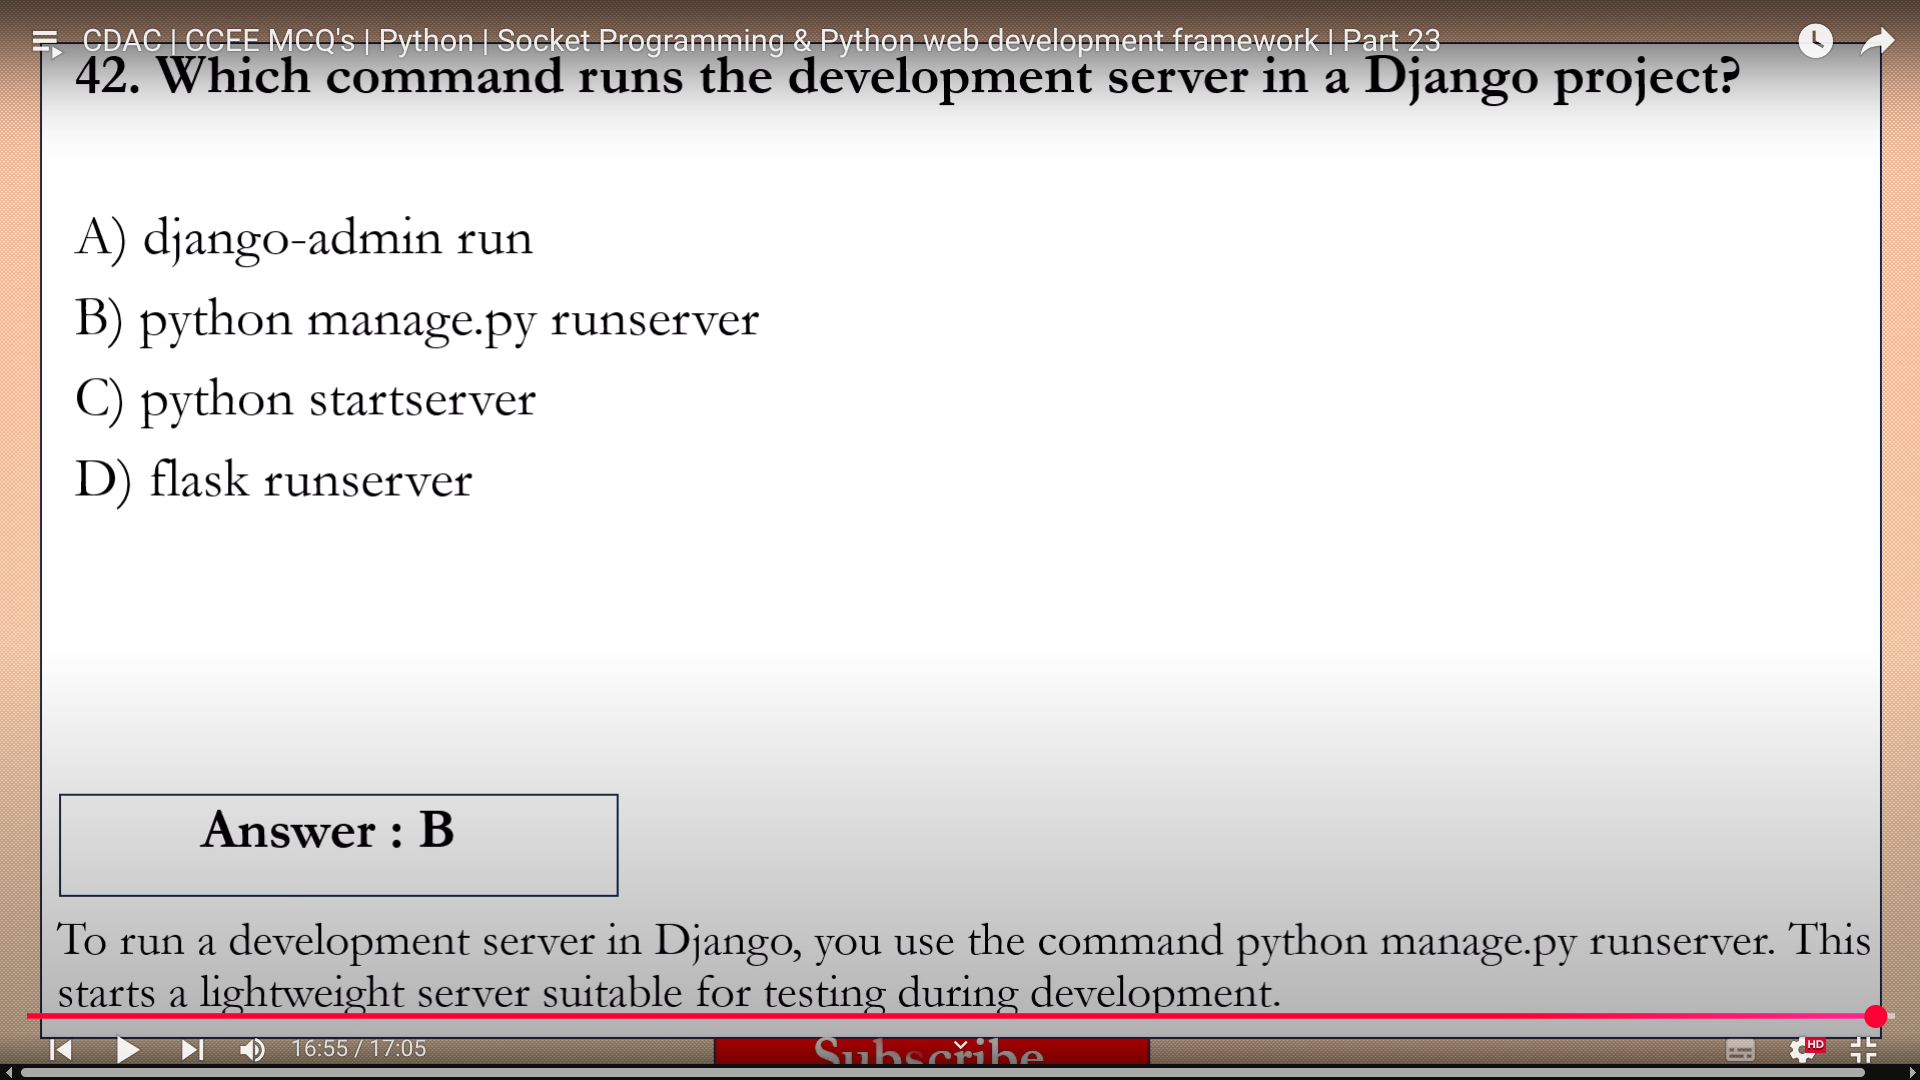 CDAC | CCEE MCQ's | Python | Socket Programming & Python web development framework | Part 23
42. Which command runs the development server in a Django project?
A) django-admin run
B) python manage.py runserver
C) python startserver
D) flask runserver
Answer : B
To run a development server in Django, you use the command python manage.py runserver. This
starts a lightweight server suitable for testing during development.
16:55 / 17:05
Subscribe
HD